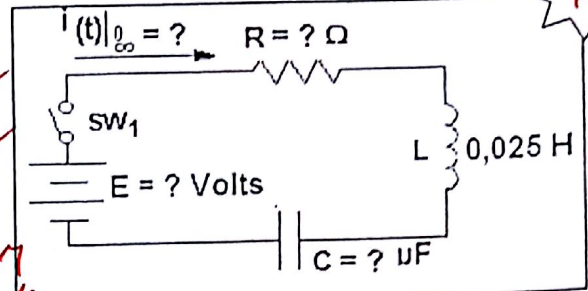 i(t)|₀^∞ = ?
R = ? Ω
SW₁
L 0,025 H
E = ? Volts
C = ? μF